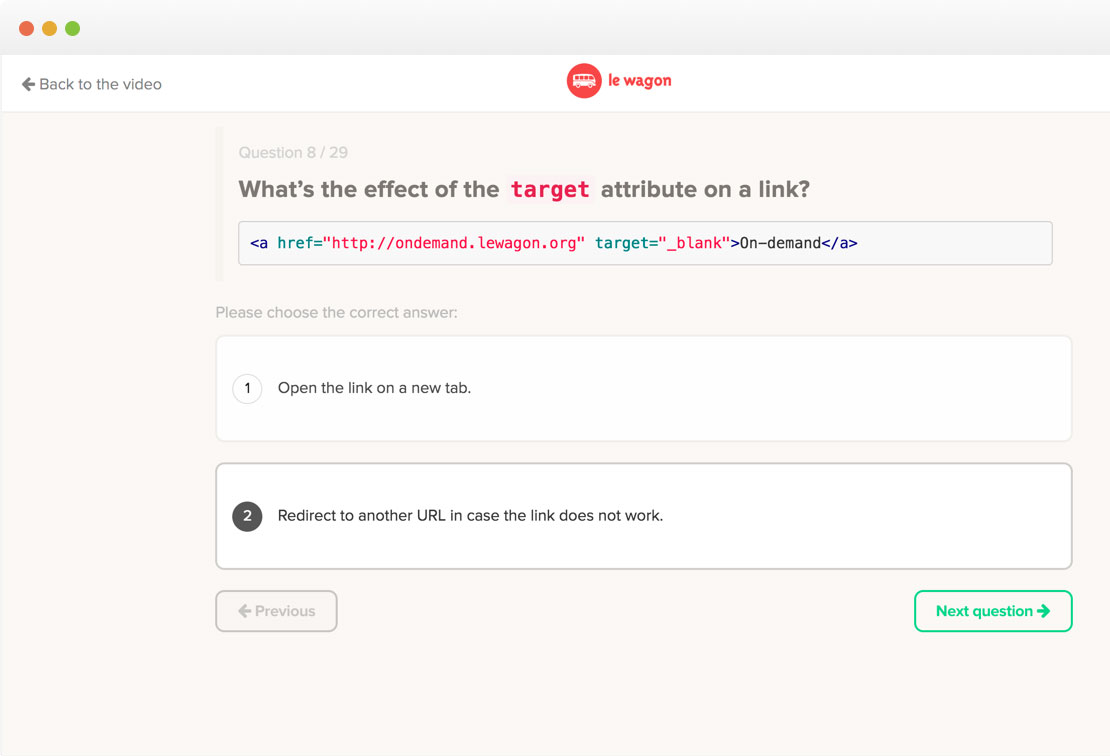 Back to the video
le wagon
Question 8 / 29
What’s the effect of the target attribute on a link?
<a href="http://ondemand.lewagon.org" target="_blank">On-demand</a>
Please choose the correct answer:
1 Open the link on a new tab.
2 Redirect to another URL in case the link does not work.
Previous
Next question